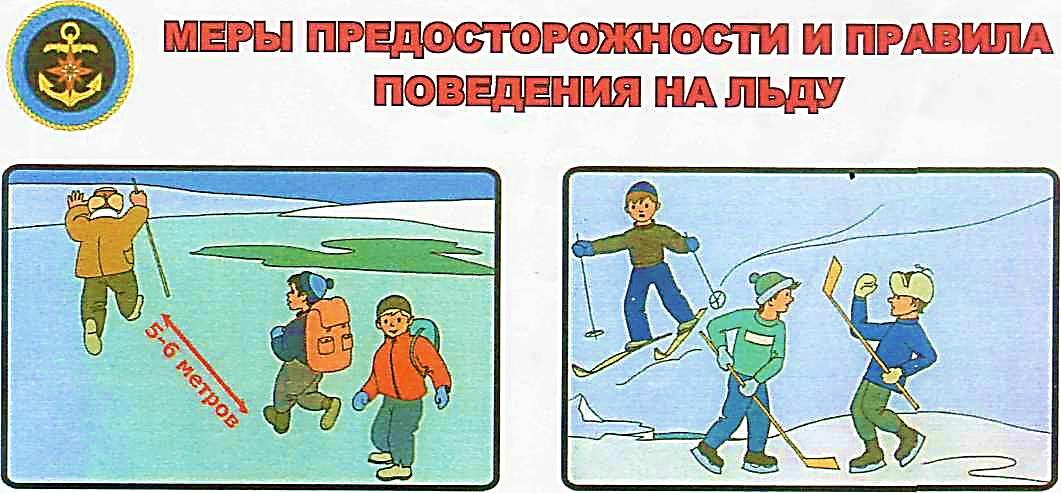 МЕРЫ ПРЕДОСТОРОЖНОСТИ И ПРАВИЛА
ПОВЕДЕНИЯ НА ЛЬДУ
5-6 метров